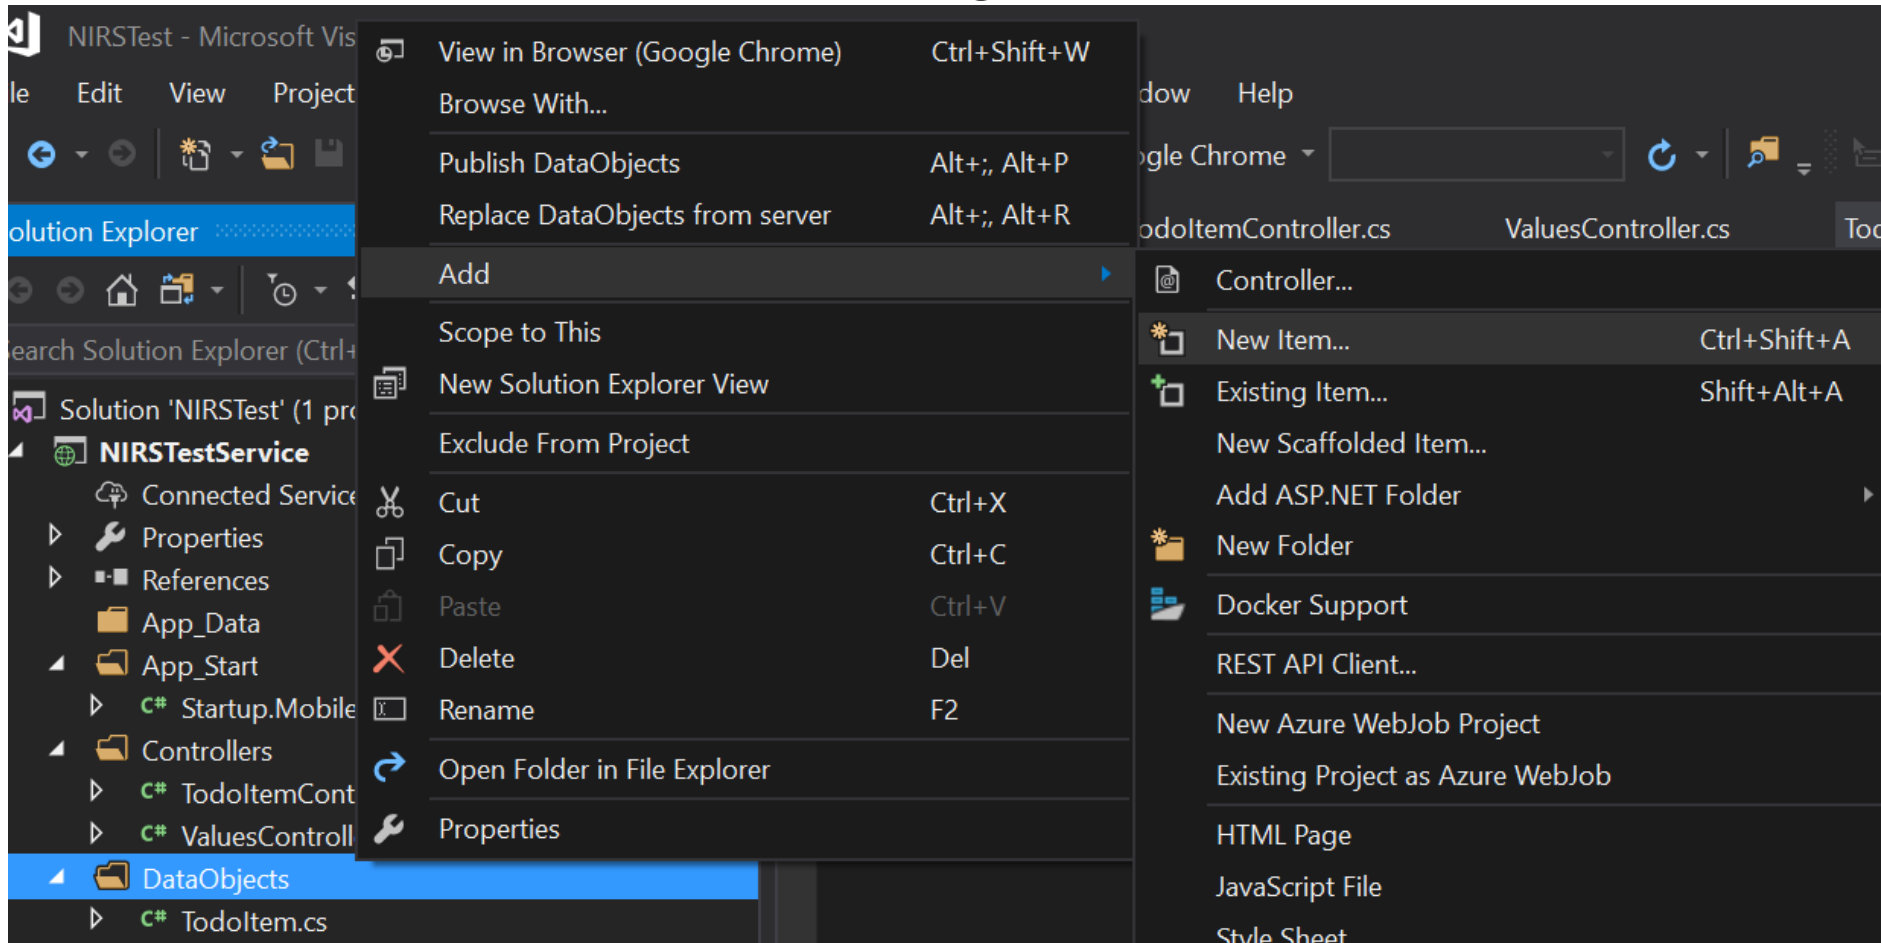 NIRSTest - Microsoft Vis
le Edit View Project
dow Help
ogle Chrome
olution Explorer
odoItemController.cs ValuesController.cs Too
Search Solution Explorer (Ctrl+
Solution 'NIRSTest' (1 pro
NIRSTestService
Connected Service
Properties
References
App_Data
App_Start
C# Startup.Mobile
Controllers
C# TodoItemCont
C# ValuesControll
DataObjects
C# TodoItem.cs
View in Browser (Google Chrome) Ctrl+Shift+W
Browse With...
Publish DataObjects Alt+;, Alt+P
Replace DataObjects from server Alt+;, Alt+R
Add
Scope to This
New Solution Explorer View
Exclude From Project
Cut Ctrl+X
Copy Ctrl+C
Paste Ctrl+V
Delete Del
Rename F2
Open Folder in File Explorer
Properties
Controller...
New Item... Ctrl+Shift+A
Existing Item... Shift+Alt+A
New Scaffolded Item...
Add ASP.NET Folder
New Folder
Docker Support
REST API Client...
New Azure WebJob Project
Existing Project as Azure WebJob
HTML Page
JavaScript File
Style Sheet